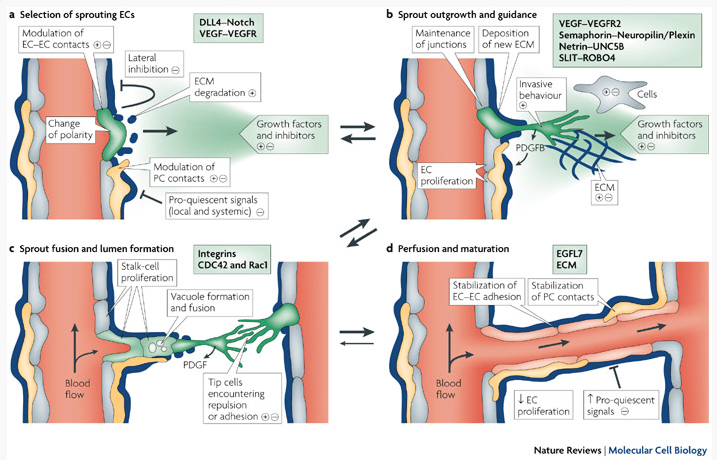 a Selection of sprouting ECs
DLL4–Notch
VEGF–VEGFR
Modulation of
EC–EC contacts ⊕⊖
Lateral
inhibition ⊖
ECM
degradation ⊕
Change
of polarity
Growth factors
and inhibitors
⊕⊖
Modulation of
PC contacts ⊕⊖
Pro-quiescent signals
(local and systemic) ⊖
b Sprout outgrowth and guidance
VEGF–VEGFR2
Semaphorin–Neuropilin/Plexin
Netrin–UNC5B
SLIT–ROBO4
Maintenance
of junctions
Deposition
of new ECM
Invasive
behaviour
⊕
⊕⊖
Cells
Growth factors
and inhibitors
⊕⊖
PDGFB
EC
proliferation
ECM
⊕⊖
c Sprout fusion and lumen formation
Integrins
CDC42 and Rac1
Stalk-cell
proliferation
Vacuole formation
and fusion
PDGF
Blood
flow
Tip cells
encountering
repulsion
or adhesion ⊕⊖
d Perfusion and maturation
EGFL7
ECM
Stabilization of
EC–EC adhesion
Stabilization
of PC contacts
Blood
flow
↓ EC
proliferation
↑ Pro-quiescent
signals ⊖
Nature Reviews | Molecular Cell Biology